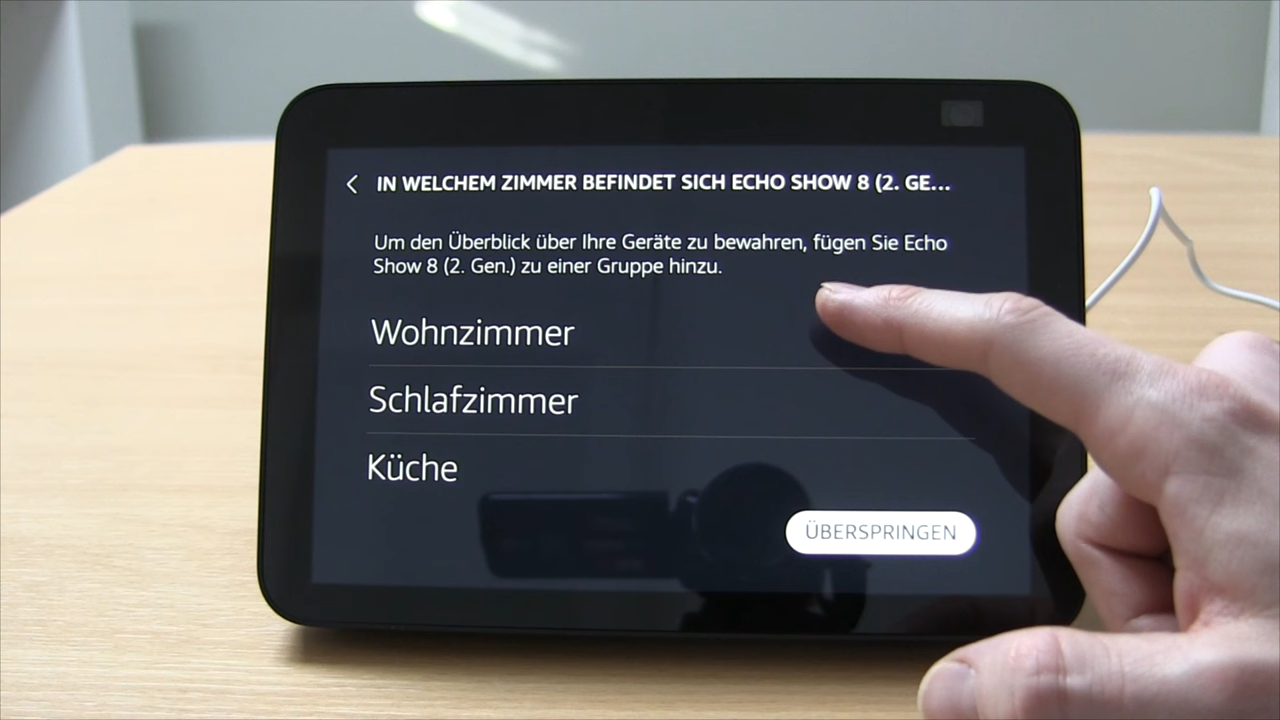 IN WELCHEM ZIMMER BEFINDET SICH ECHO SHOW 8 (2. GE...
Um den Überblick über Ihre Geräte zu bewahren, fügen Sie Echo
Show 8 (2. Gen.) zu einer Gruppe hinzu.
Wohnzimmer
Schlafzimmer
Küche
ÜBERSPRINGEN